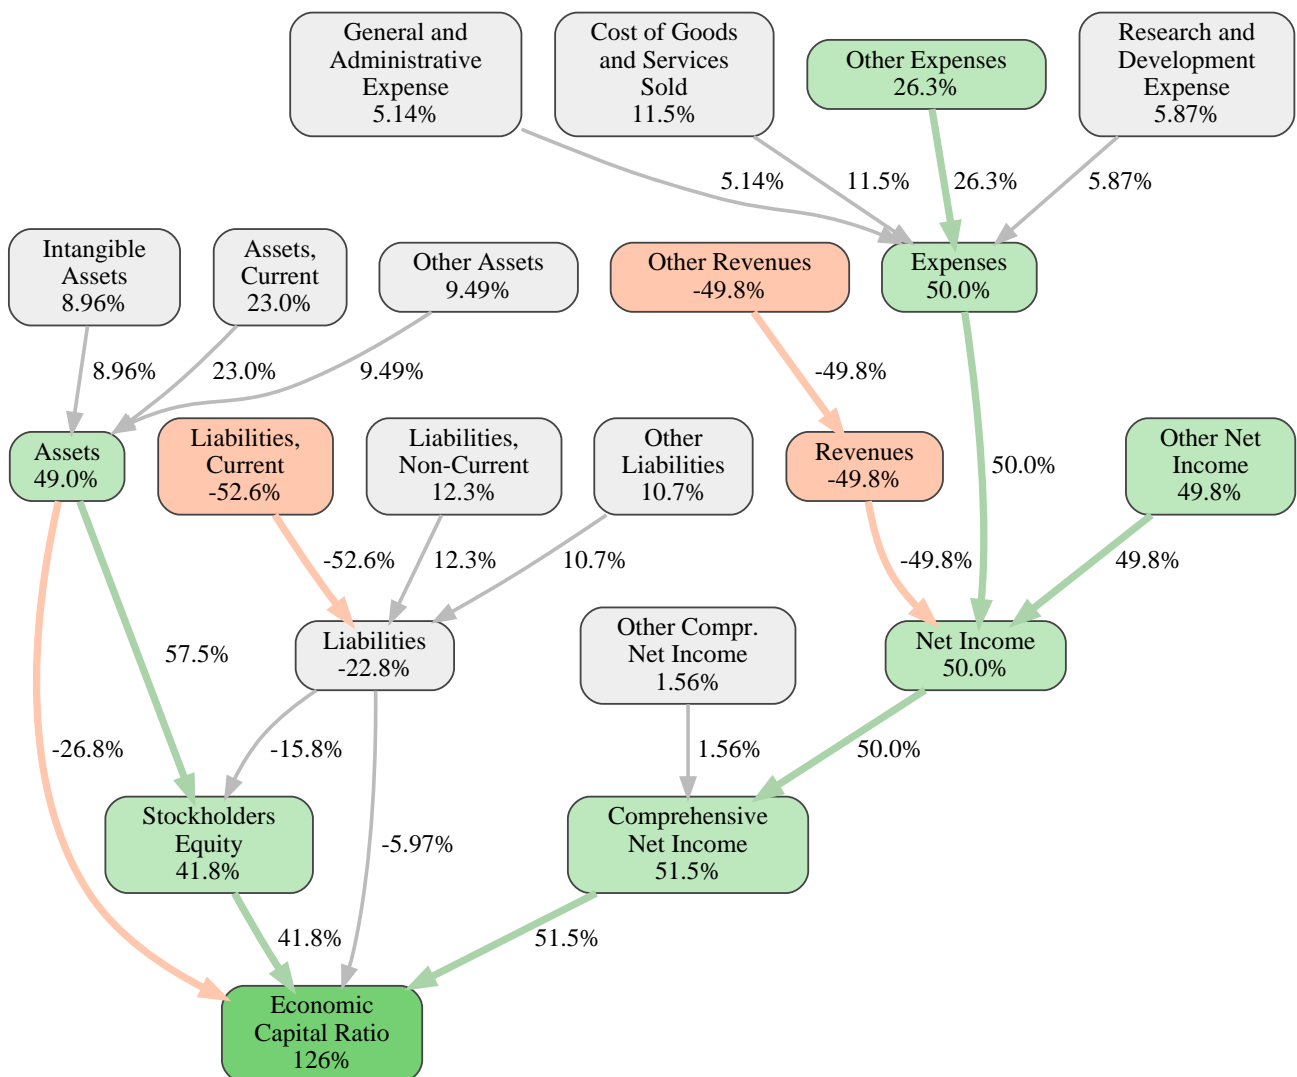 General and
Administrative
Expense
5.14%
Cost of Goods
and Services
Sold
11.5%
Other Expenses
26.3%
Research and
Development
Expense
5.87%
5.14%
11.5%
26.3%
5.87%
Intangible
Assets
8.96%
Assets,
Current
23.0%
Other Assets
9.49%
Other Revenues
-49.8%
Expenses
50.0%
8.96%
23.0%
9.49%
-49.8%
Assets
49.0%
Liabilities,
Current
-52.6%
Liabilities,
Non-Current
12.3%
Other
Liabilities
10.7%
Revenues
-49.8%
50.0%
Other Net
Income
49.8%
-52.6%
12.3%
10.7%
-49.8%
49.8%
57.5%
Liabilities
-22.8%
Other Compr.
Net Income
1.56%
Net Income
50.0%
-26.8%
-15.8%
1.56%
50.0%
Stockholders
Equity
41.8%
-5.97%
Comprehensive
Net Income
51.5%
41.8%
51.5%
Economic
Capital Ratio
126%